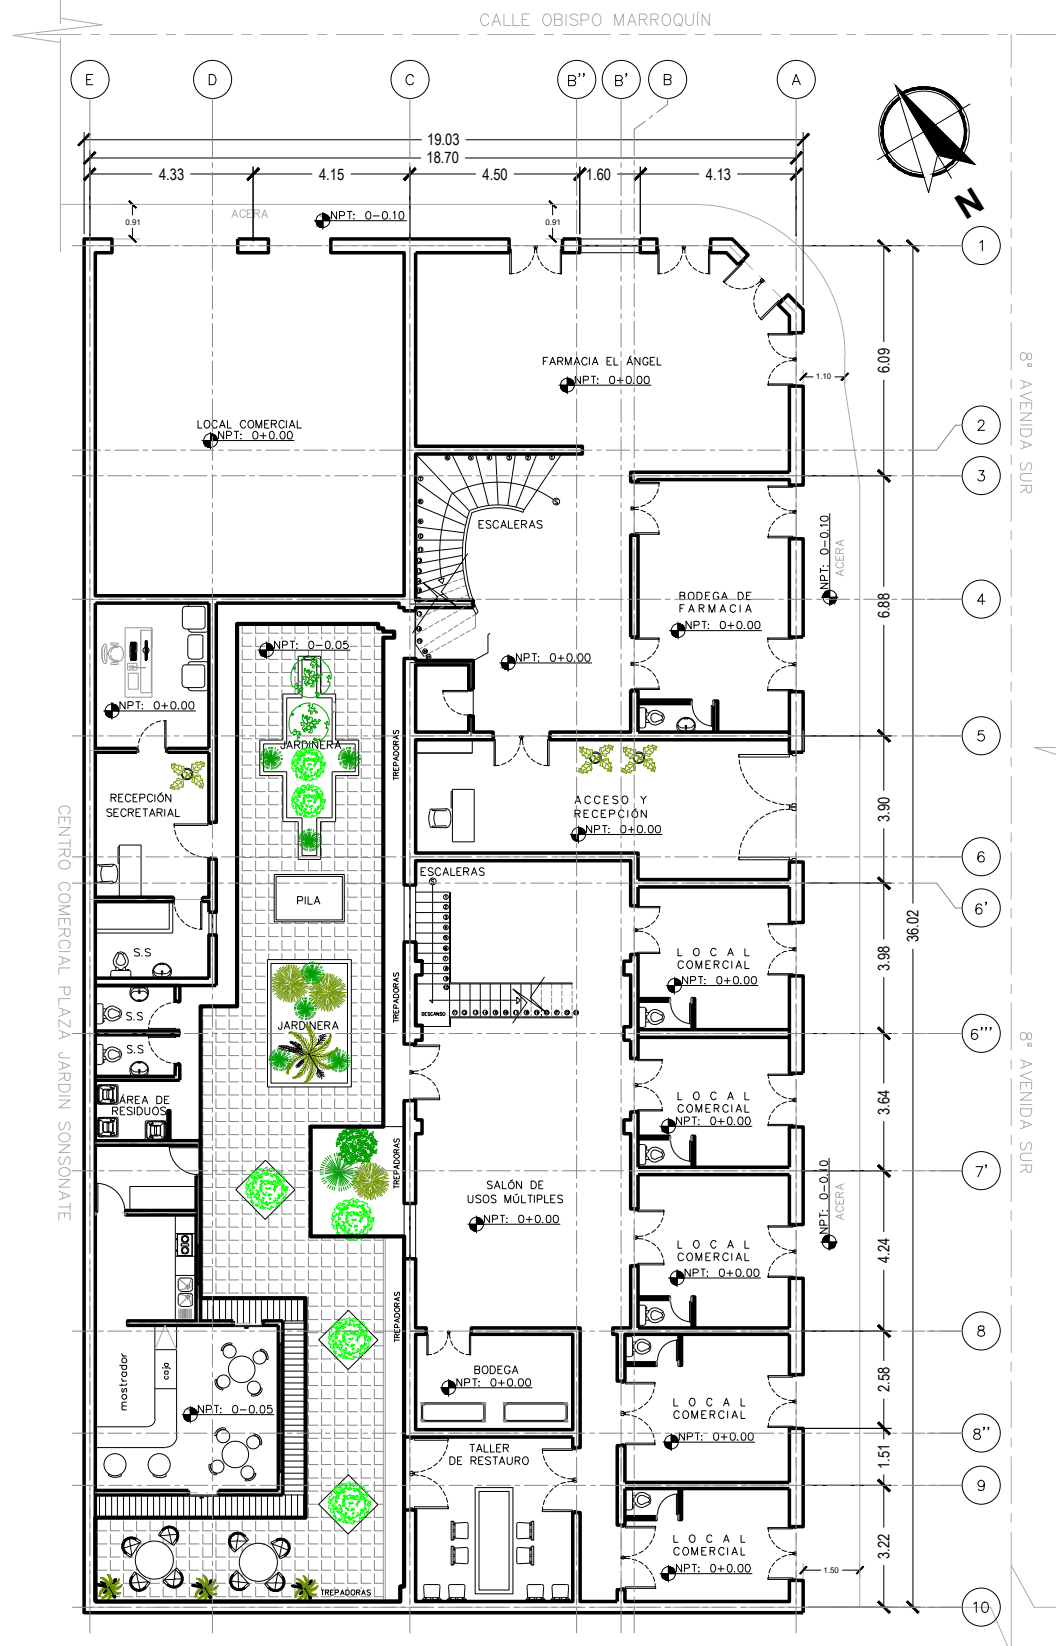 CALLE OBISPO MARROQUÍN
E
D
C
B''
B'
B
A
19.03
18.70
4.33
4.15
4.50
1.60
4.13
N
0.91
ACERA
NPT: 0-0.10
0.91
1
FARMACIA EL ÁNGEL
NPT: 0+0.00
6.09
1.10
8ª AVENIDA SUR
LOCAL COMERCIAL
NPT: 0+0.00
2
3
ESCALERAS
NPT: 0-0.10
ACERA
BODEGA DE
FARMACIA
NPT: 0+0.00
6.88
4
NPT: 0-0.05
NPT: 0+0.00
NPT: 0+0.00
JARDINERA
TREPADORAS
5
RECEPCIÓN
SECRETARIAL
ACCESO Y
RECEPCIÓN
NPT: 0+0.00
3.90
CENTRO COMERCIAL PLAZA JARDIN SONSONATE
6
ESCALERAS
PILA
6'
36.02
S.S
LOCAL
COMERCIAL
NPT: 0+0.00
3.98
TREPADORAS
S.S
DESCANSO
JARDINERA
6'''
S.S
8ª AVENIDA SUR
ÁREA DE
RESIDUOS
LOCAL
COMERCIAL
NPT: 0+0.00
3.64
TREPADORAS
7'
SALÓN DE
USOS MÚLTIPLES
NPT: 0+0.00
NPT: 0-0.10
ACERA
LOCAL
COMERCIAL
NPT: 0+0.00
4.24
TREPADORAS
8
mostrador
caja
BODEGA
NPT: 0+0.00
2.58
NPT: 0-0.05
LOCAL
COMERCIAL
NPT: 0+0.00
8''
TALLER
DE RESTAURO
1.51
9
LOCAL
COMERCIAL
NPT: 0+0.00
3.22
1.50
TREPADORAS
10